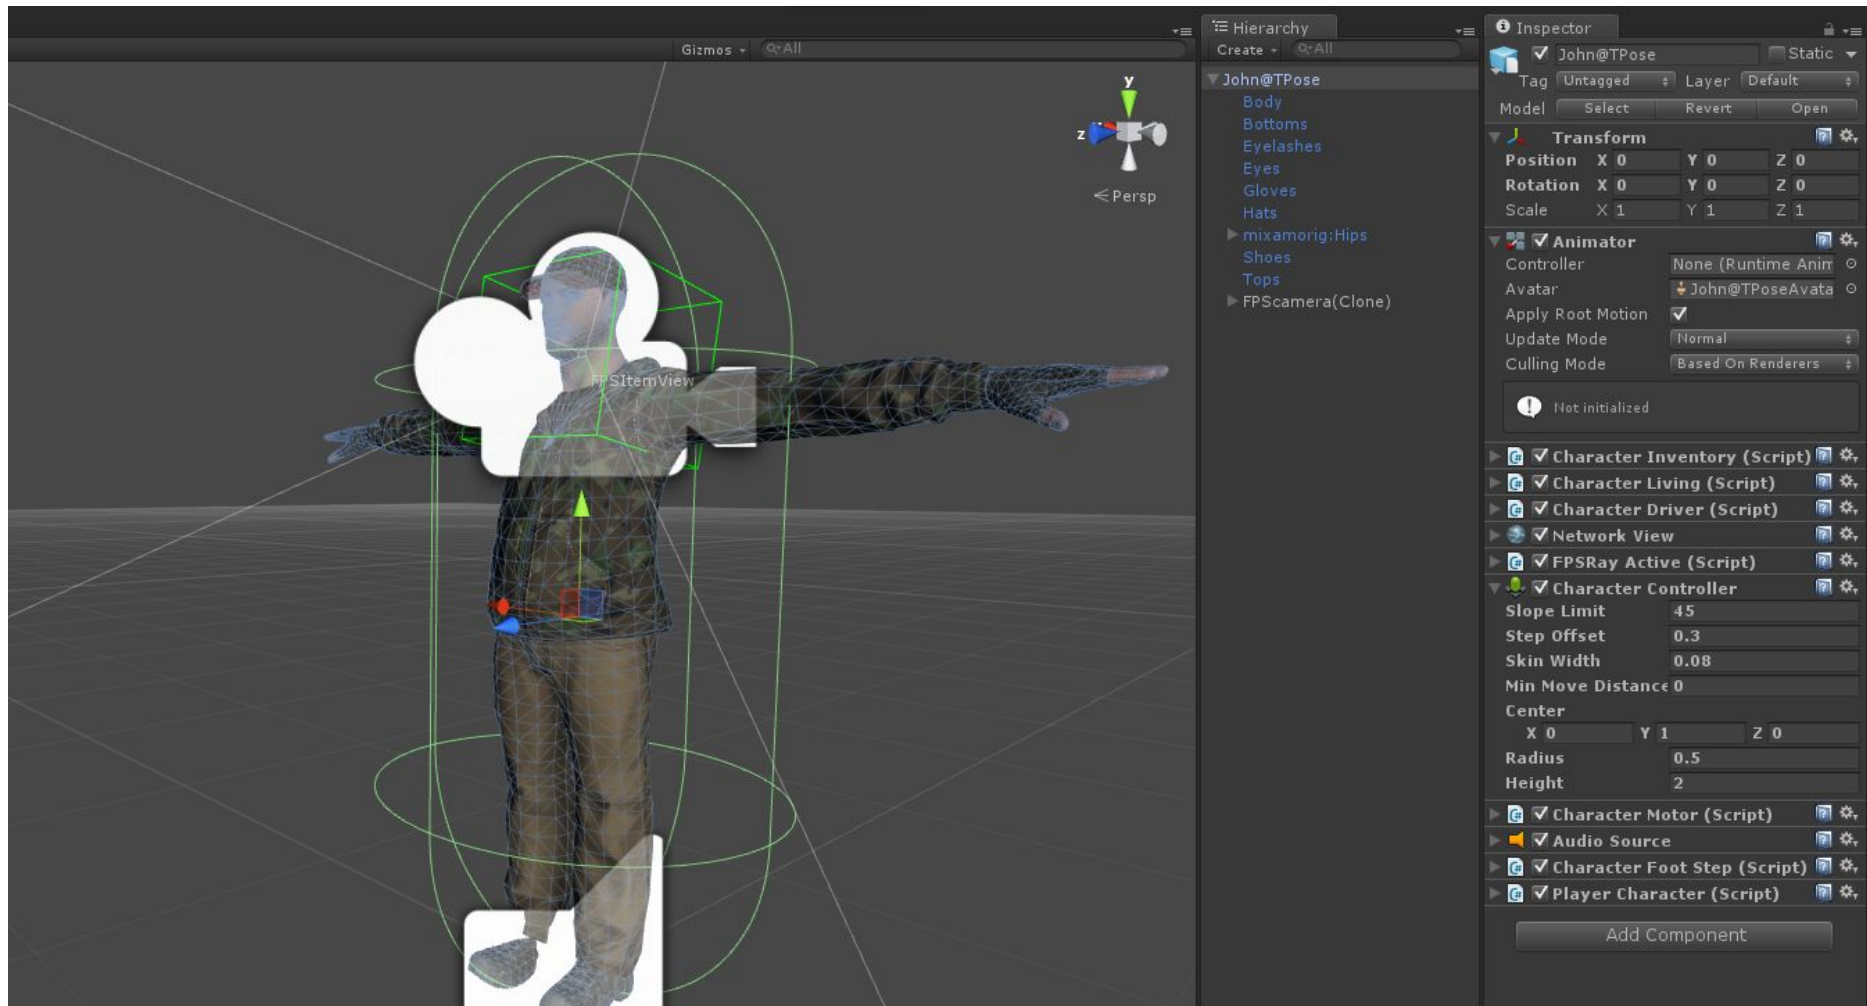 Gizmos
All
y
z
Persp
FPSItemView
Hierarchy
Create
All
John@TPose
Body
Bottoms
Eyelashes
Eyes
Gloves
Hats
mixamorig:Hips
Shoes
Tops
FPScamera(Clone)
Inspector
John@TPose
Static
Tag Untagged Layer Default
Model Select Revert Open
Transform
Position X 0 Y 0 Z 0
Rotation X 0 Y 0 Z 0
Scale X 1 Y 1 Z 1
Animator
Controller None (Runtime Anim
Avatar John@TPoseAvata
Apply Root Motion
Update Mode Normal
Culling Mode Based On Renderers
Not initialized
Character Inventory (Script)
Character Living (Script)
Character Driver (Script)
Network View
FPSRay Active (Script)
Character Controller
Slope Limit 45
Step Offset 0.3
Skin Width 0.08
Min Move Distance 0
Center
X 0 Y 1 Z 0
Radius 0.5
Height 2
Character Motor (Script)
Audio Source
Character Foot Step (Script)
Player Character (Script)
Add Component